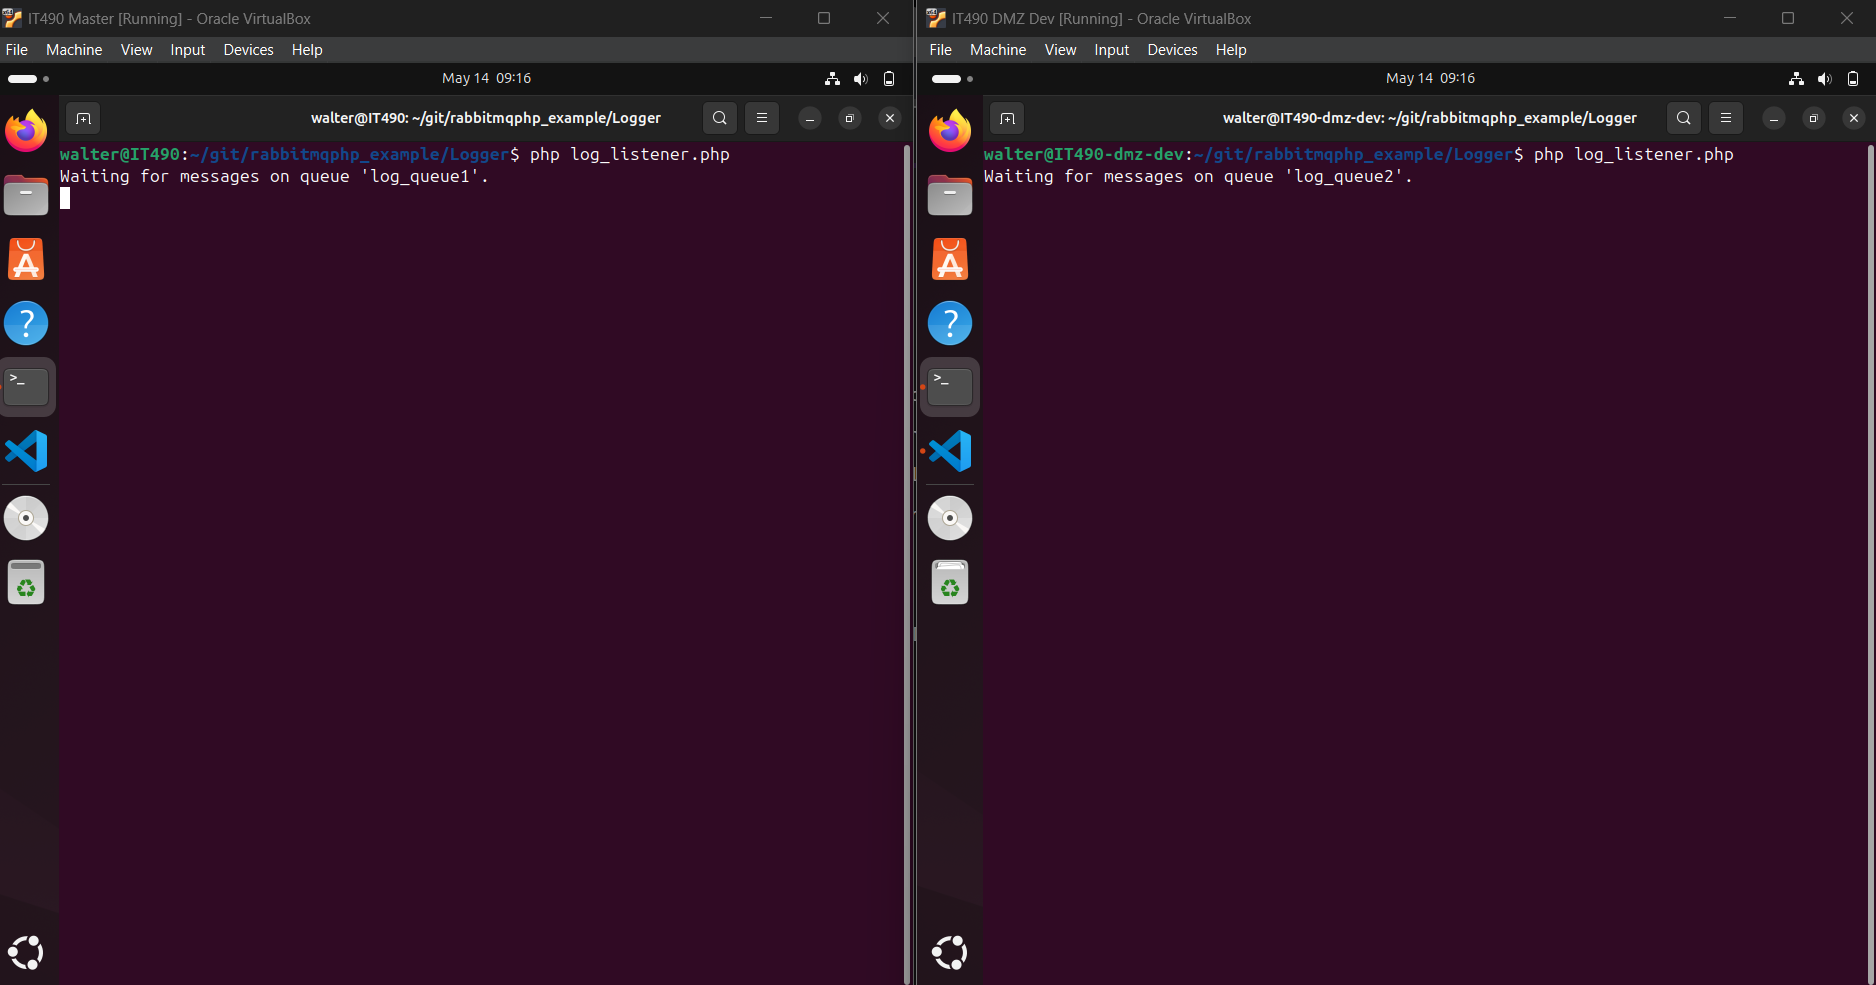 IT490 Master [Running] - Oracle VirtualBox
File Machine View Input Devices Help
May 14 09:16
walter@IT490: ~/git/rabbitmqphp_example/Logger
walter@IT490:~/git/rabbitmqphp_example/Logger$ php log_listener.php
Waiting for messages on queue 'log_queue1'.
IT490 DMZ Dev [Running] - Oracle VirtualBox
File Machine View Input Devices Help
May 14 09:16
walter@IT490-dmz-dev: ~/git/rabbitmqphp_example/Logger
walter@IT490-dmz-dev:~/git/rabbitmqphp_example/Logger$ php log_listener.php
Waiting for messages on queue 'log_queue2'.